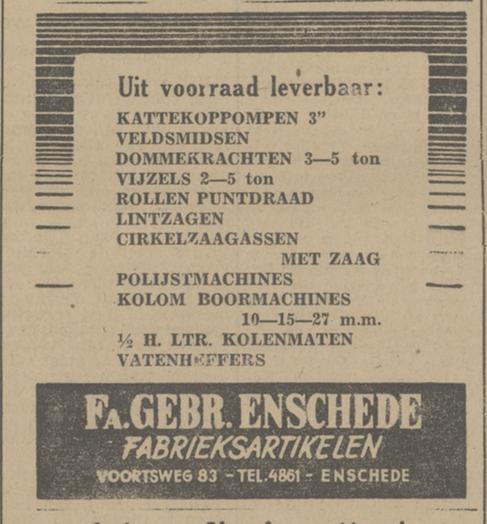 Uit voorraad leverbaar:
KATTEKOPPOMPEN 3"
VELDSMIDSEN
DOMMEKRACHTEN 3—5 ton
VIJZELS 2—5 ton
ROLLEN PUNTDRAAD
LINTZAGEN
CIRKELZAAGASSEN
MET ZAAG
POLIJSTMACHINES
KOLOM BOORMACHINES
10—15—27 m.m.
½ H. LTR. KOLENMATEN
VATENHEFFERS
FA. GEBR. ENSCHEDE
FABRIEKSARTIKELEN
VOORTSWEG 83 - TEL. 4861 - ENSCHEDE